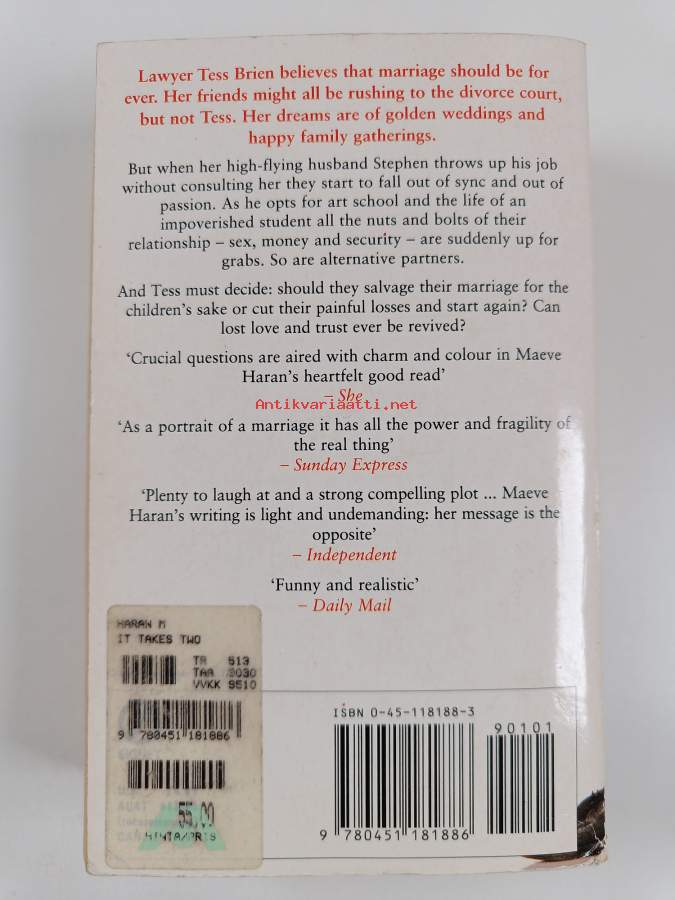 Lawyer Tess Brien believes that marriage should be for
ever. Her friends might all be rushing to the divorce court,
but not Tess. Her dreams are of golden weddings and
happy family gatherings.
But when her high-flying husband Stephen throws up his job
without consulting her they start to fall out of sync and out of
passion. As he opts for art school and the life of an
impoverished student all the nuts and bolts of their
relationship – sex, money and security – are suddenly up for
grabs. So are alternative partners.
And Tess must decide: should they salvage their marriage for the
children's sake or cut their painful losses and start again? Can
lost love and trust ever be revived?
‘Crucial questions are aired with charm and colour in Maeve
Haran's heartfelt good read’
– She
Antikvariaatti.net
‘As a portrait of a marriage it has all the power and fragility of
the real thing’
– Sunday Express
‘Plenty to laugh at and a strong compelling plot ... Maeve
Haran's writing is light and undemanding: her message is the
opposite’
– Independent
‘Funny and realistic’
– Daily Mail
HARAN M
IT TAKES TWO
TR 513
TAA 3030
VVKK 9510
9 780451 181886
55,00
HINTA/PRIS
ISBN 0-45-118188-3
90101
9 780451 181886